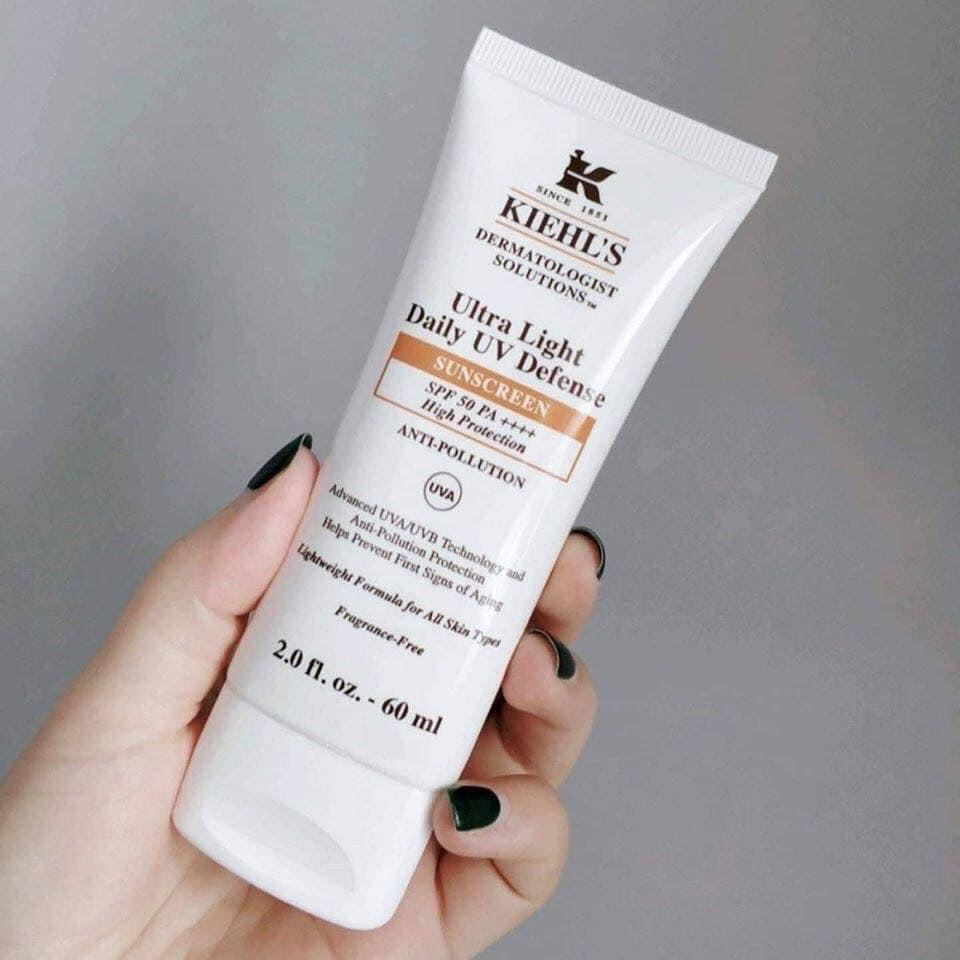 SINCE 1851
KIEHL'S
DERMATOLOGIST
SOLUTIONS™
Ultra Light
Daily UV Defense
SUNSCREEN
SPF 50 PA ++++
High Protection
ANTI-POLLUTION
UVA
Advanced UVA/UVB Technology and
Anti-Pollution Protection
Helps Prevent First Signs of Aging
Lightweight Formula for All Skin Types
Fragrance-Free
2.0 fl. oz. - 60 ml